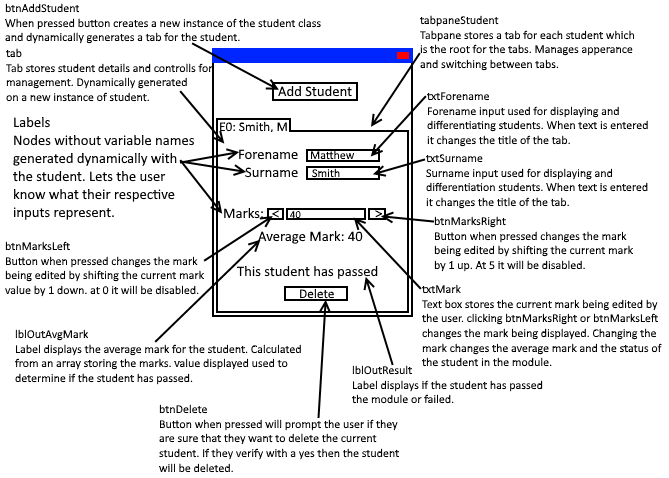 btnAddStudent
When pressed button creates a new instance of the student class
and dynamically generates a tab for the student.
tab
Tab stores student details and controlls for
management. Dynamically generated
on a new instance of student.
Labels
Nodes without variable names
generated dynamically with
the student. Lets the user
know what their respective
inputs represent.
btnMarksLeft
Button when pressed changes the mark
being edited by shifting the current mark
value by 1 down. at 0 it will be disabled.
lblOutAvgMark
Label displays the average mark for the student. Calculated
from an array storing the marks. value displayed used to
determine if the student has passed.
btnDelete
Button when pressed will prompt the user if they
are sure that they want to delete the current
student. If they verify with a yes then the student
will be deleted.
Add Student
E0: Smith, M
Forename Matthew
Surname Smith
Marks: < 40 >
Average Mark: 40
This student has passed
Delete
tabpaneStudent
Tabpane stores a tab for each student which
is the root for the tabs. Manages apperance
and switching between tabs.
txtForename
Forename input used for displaying and
differentiating students. When text is entered
it changes the title of the tab.
txtSurname
Surname input used for displaying and
differentiation students. When text is entered
it changes the title of the tab.
btnMarksRight
Button when pressed changes the mark
being edited by shifting the current mark
by 1 up. At 5 it will be disabled.
txtMark
Text box stores the current mark being edited by
the user. clicking btnMarksRight or btnMarksLeft
changes the mark being displayed. Changing the
mark changes the average mark and the status of
the student in the module.
lblOutResult
Label displays if the student has passed
the module or failed.